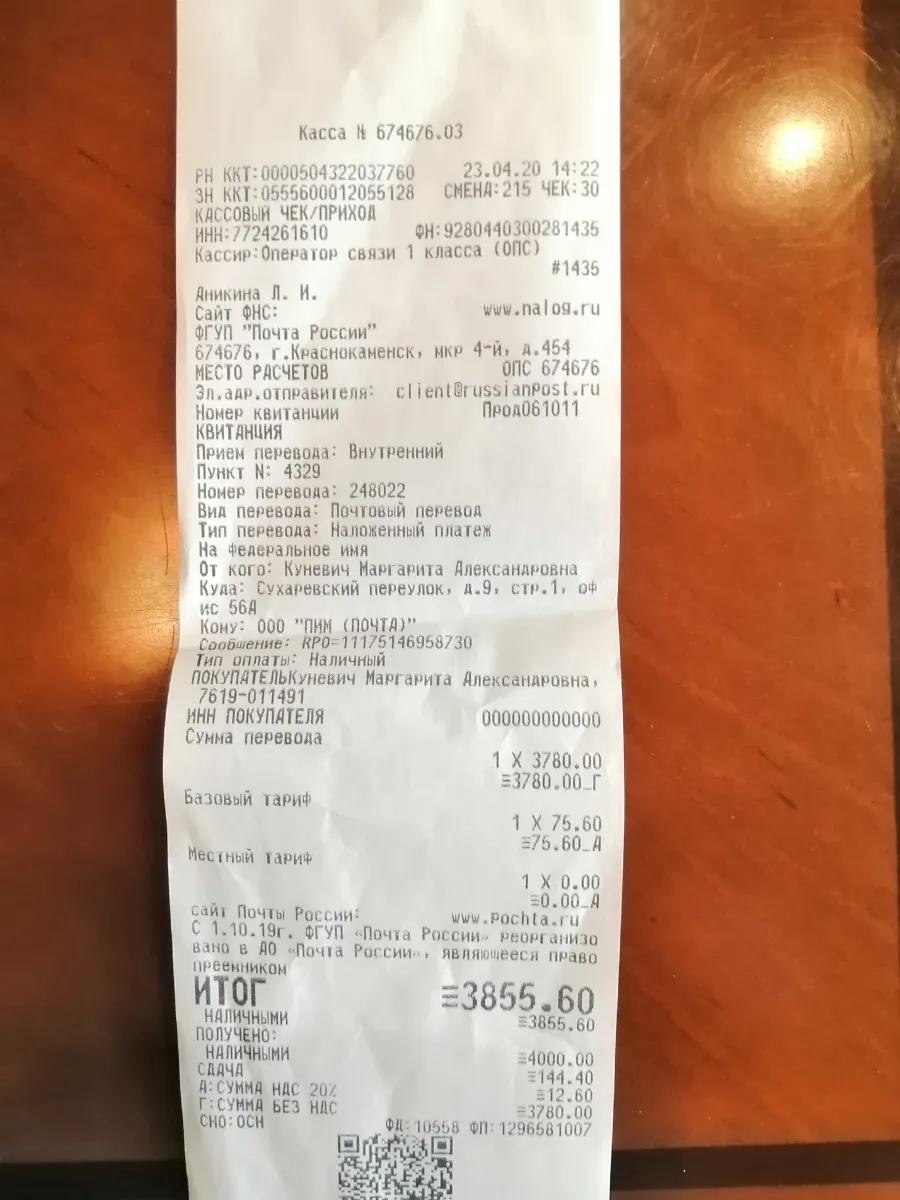 Касса № 674676.03
РН ККТ:0000504322037760 23.04.20 14:22
ЗН ККТ:0555600012055128 СМЕНА:215 ЧЕК:30
КАССОВЫЙ ЧЕК/ПРИХОД
ИНН:7724261610 ФН:9280440300281435
Кассир:Оператор связи 1 класса (ОПС)
#1435
Аникина Л. И.
Сайт ФНС: www.nalog.ru
ФГУП "Почта России"
674676, г.Краснокаменск, мкр 4-й, д.454
МЕСТО РАСЧЕТОВ ОПС 674676
Эл.адр.отправителя: client@russianpost.ru
Номер квитанции Прод061011
КВИТАНЦИЯ
Прием перевода: Внутренний
Пункт N: 4329
Номер перевода: 248022
Вид перевода: Почтовый перевод
Тип перевода: Наложенный платеж
На федеральное имя
От кого: Куневич Маргарита Александровна
Куда: Сухаревский переулок, д.9, стр.1, оф
ис 56А
Кому: ООО "ПИМ (ПОЧТА)"
Сообщение: RPO=11175146958730
Тип оплаты: Наличный
ПОКУПАТЕЛЬКуневич Маргарита Александровна,
7619-011491
ИНН ПОКУПАТЕЛЯ 000000000000
Сумма перевода
1 X 3780.00
≡3780.00_Г
Базовый тариф
1 X 75.60
≡75.60_А
Местный тариф
1 X 0.00
≡0.00_А
сайт Почты России: www.pochta.ru
С 1.10.19г. ФГУП «Почта России» реорганизо
вано в АО «Почта России», являющееся право
преемником
ИТОГ ≡3855.60
НАЛИЧНЫМИ ≡3855.60
ПОЛУЧЕНО:
НАЛИЧНЫМИ ≡4000.00
СДАЧА ≡144.40
А:СУММА НДС 20% ≡12.60
Г:СУММА БЕЗ НДС ≡3780.00
СНО:ОСН ФД:10558 ФП:1296581007